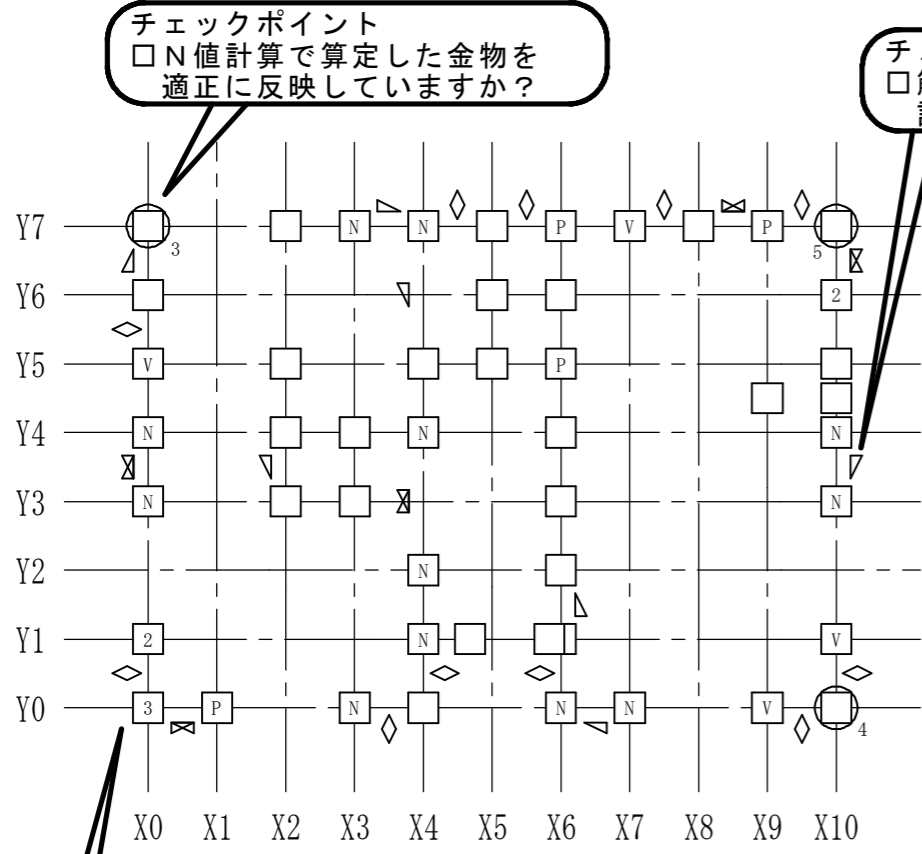 チェックポイント
□N値計算で算定した金物を
適正に反映していますか？
チ
Y7 N N P V P
3 5
Y6 2
Y5 V P
Y4 N N N
Y3 N N
Y2 N
Y1 2 N V
Y0 3 P N N N V
4
X0 X1 X2 X3 X4 X5 X6 X7 X8 X9 X10